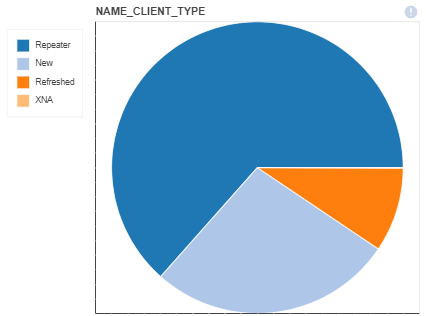 NAME_CLIENT_TYPE
Repeater
New
Refreshed
XNA